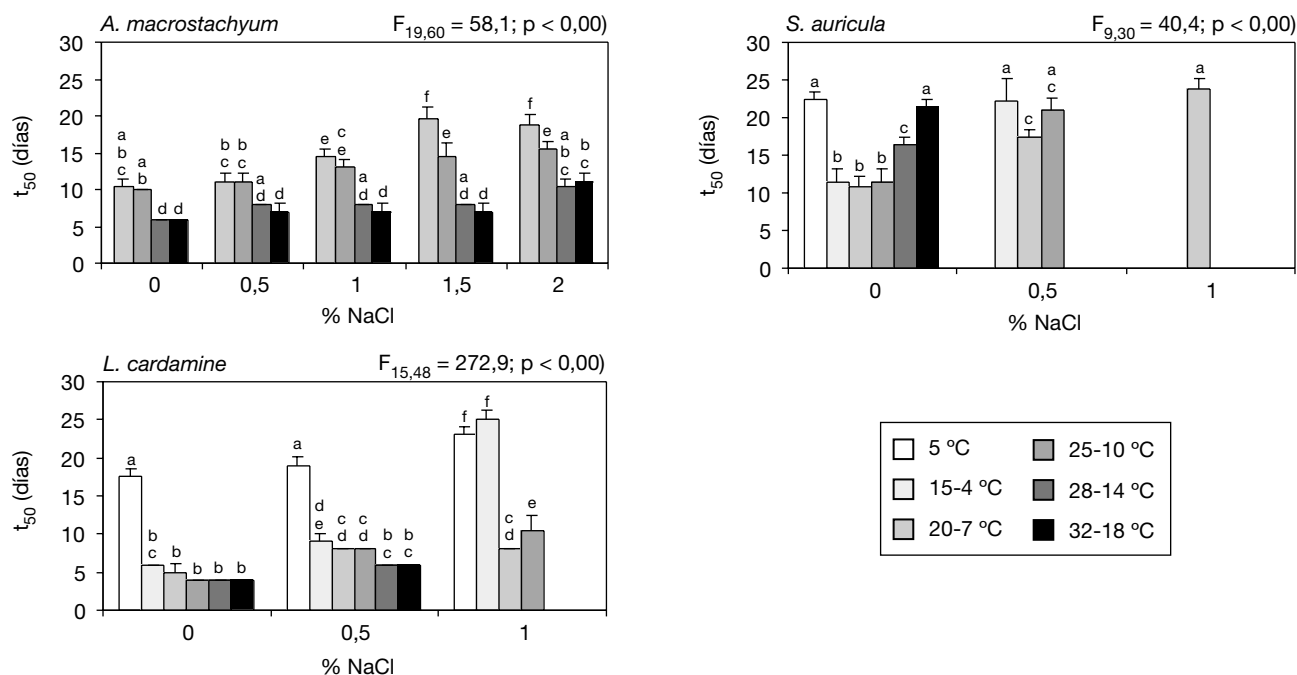 A. macrostachyum F19,60 = 58,1; p < 0,00)
30
25
20
15
10
5
0
t50 (días)
a b c
a b
d
d
b c
b c
a d
d
e
c e
a d
d
f
e
a d
d
f
e
a b c
b c
0 0,5 1 1,5 2
% NaCl
S. auricula F9,30 = 40,4; p < 0,00)
30
25
20
15
10
5
0
t50 (días)
a
b
b
b
c
a
a
c
a c
a
0 0,5 1
% NaCl
L. cardamine F15,48 = 272,9; p < 0,00)
30
25
20
15
10
5
0
t50 (días)
a
b c
b
b
b
b
a
d e
c d
c d
b c
b c
f
f
c d
e
0 0,5 1
% NaCl
5 ºC
15-4 ºC
20-7 ºC
25-10 ºC
28-14 ºC
32-18 ºC